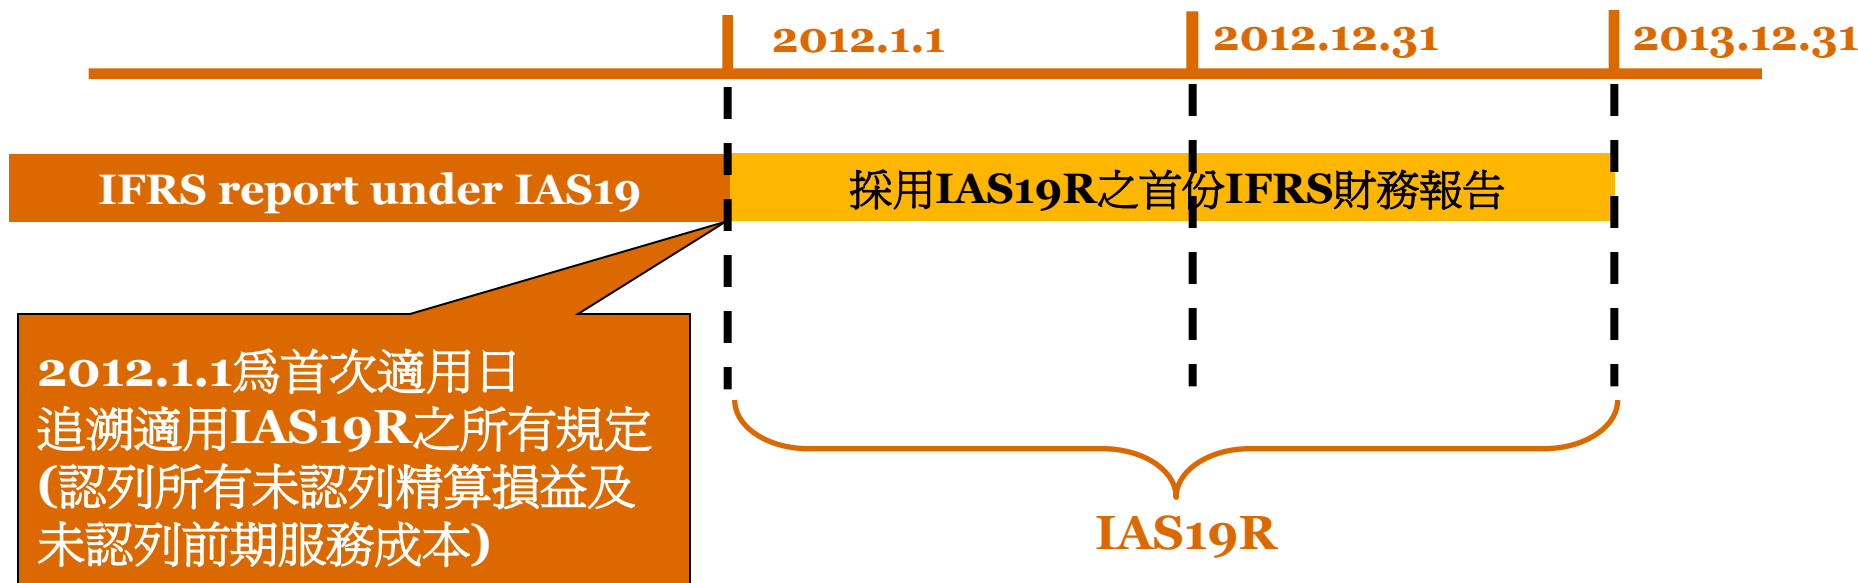 2012.1.1
2012.12.31
2013.12.31
IFRS report under IAS19
採用IAS19R之首份IFRS財務報告
2012.1.1爲首次適用日
追溯適用IAS19R之所有規定
(認列所有未認列精算損益及
未認列前期服務成本)
IAS19R